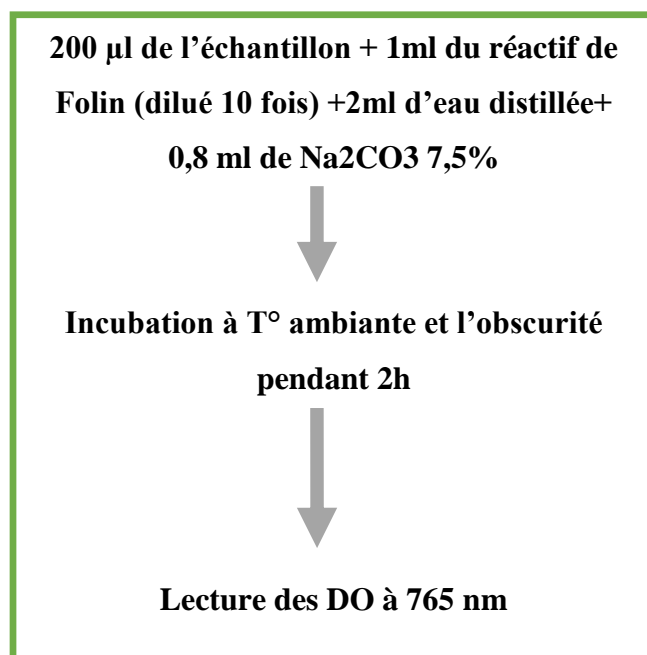 200 µl de l’échantillon + 1ml du réactif de
Folin (dilué 10 fois) +2ml d’eau distillée+
0,8 ml de Na2CO3 7,5%
Incubation à T° ambiante et l’obscurité
pendant 2h
Lecture des DO à 765 nm